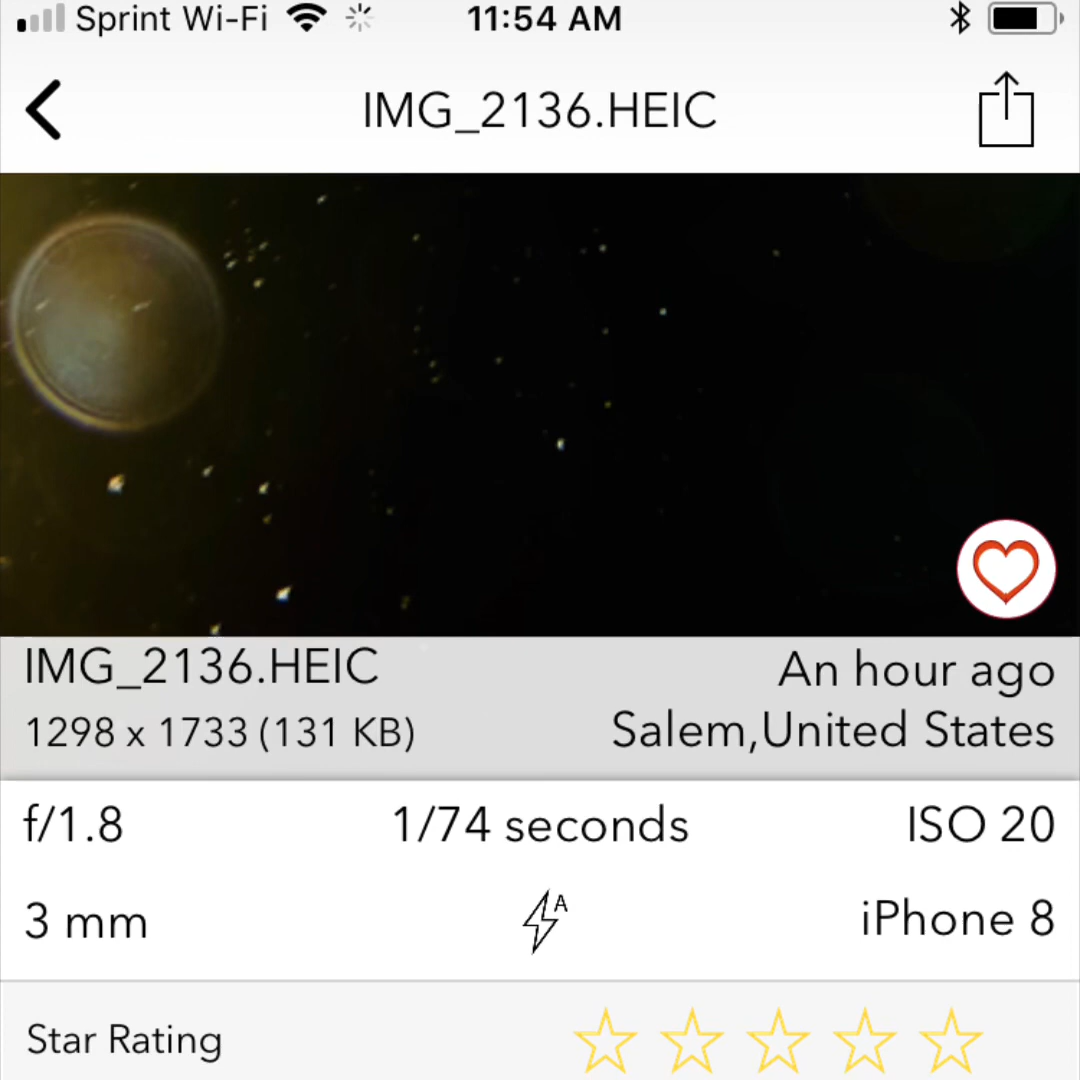 Sprint Wi-Fi 11:54 AM
IMG_2136.HEIC
IMG_2136.HEIC An hour ago
1298 x 1733 (131 KB) Salem,United States
f/1.8 1/74 seconds ISO 20
3 mm A iPhone 8
Star Rating